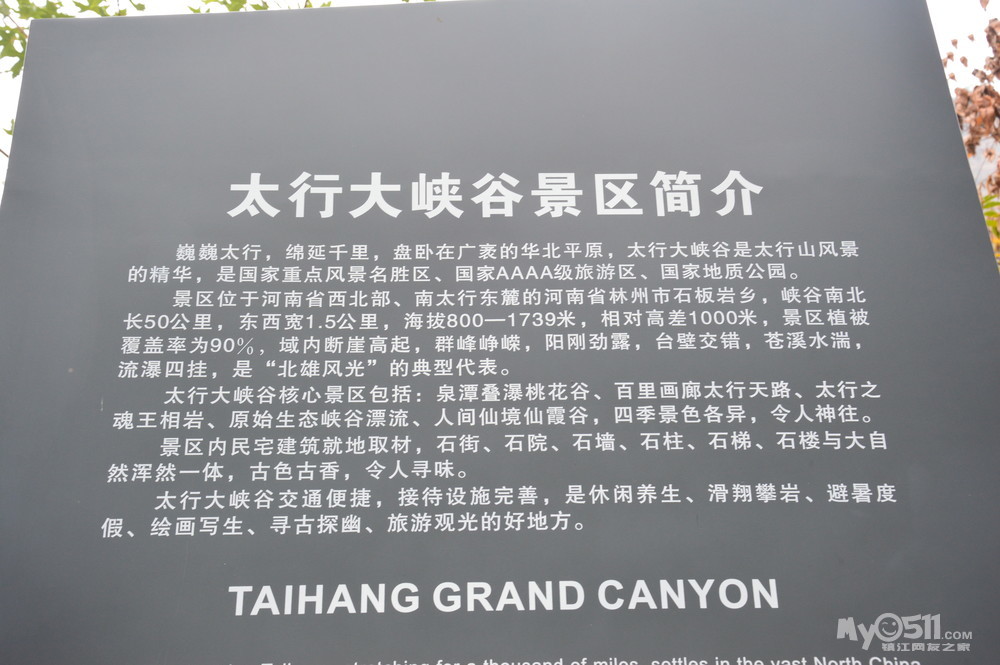 太行大峡谷景区简介
巍巍太行，绵延千里，盘卧在广袤的华北平原，太行大峡谷是太行山风景
的精华，是国家重点风景名胜区、国家AAAA级旅游区、国家地质公园。
景区位于河南省西北部、南太行东麓的河南省林州市石板岩乡，峡谷南北
长50公里，东西宽1.5公里，海拔800—1739米，相对高差1000米，景区植被
覆盖率为90%，域内断崖高起，群峰峥嵘，阳刚劲露，台壁交错，苍溪水湍，
流瀑四挂，是“北雄风光”的典型代表。
太行大峡谷核心景区包括：泉潭叠瀑桃花谷、百里画廊太行天路、太行之
魂王相岩、原始生态峡谷漂流、人间仙境仙霞谷，四季景色各异，令人神往。
景区内民宅建筑就地取材，石街、石院、石墙、石柱、石梯、石楼与大自
然浑然一体，古色古香，令人寻味。
太行大峡谷交通便捷，接待设施完善，是休闲养生、滑翔攀岩、避暑度
假、绘画写生、寻古探幽、旅游观光的好地方。
TAIHANG GRAND CANYON
for a thousand of miles, settles in the vast North China
My0511.COM
镇江网友之家